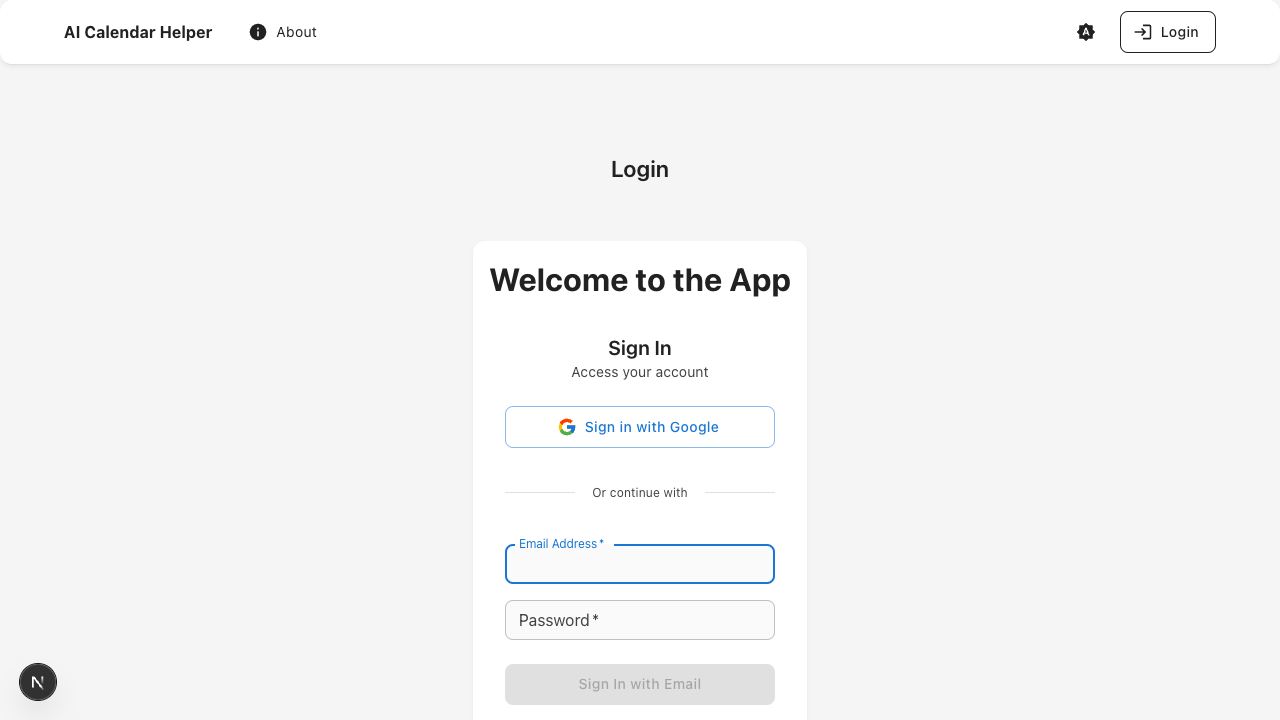 AI Calendar Helper
About
A
Login
Login
Welcome to the App
Sign In
Access your account
Sign in with Google
Or continue with
Email Address *
Password *
Sign In with Email
N